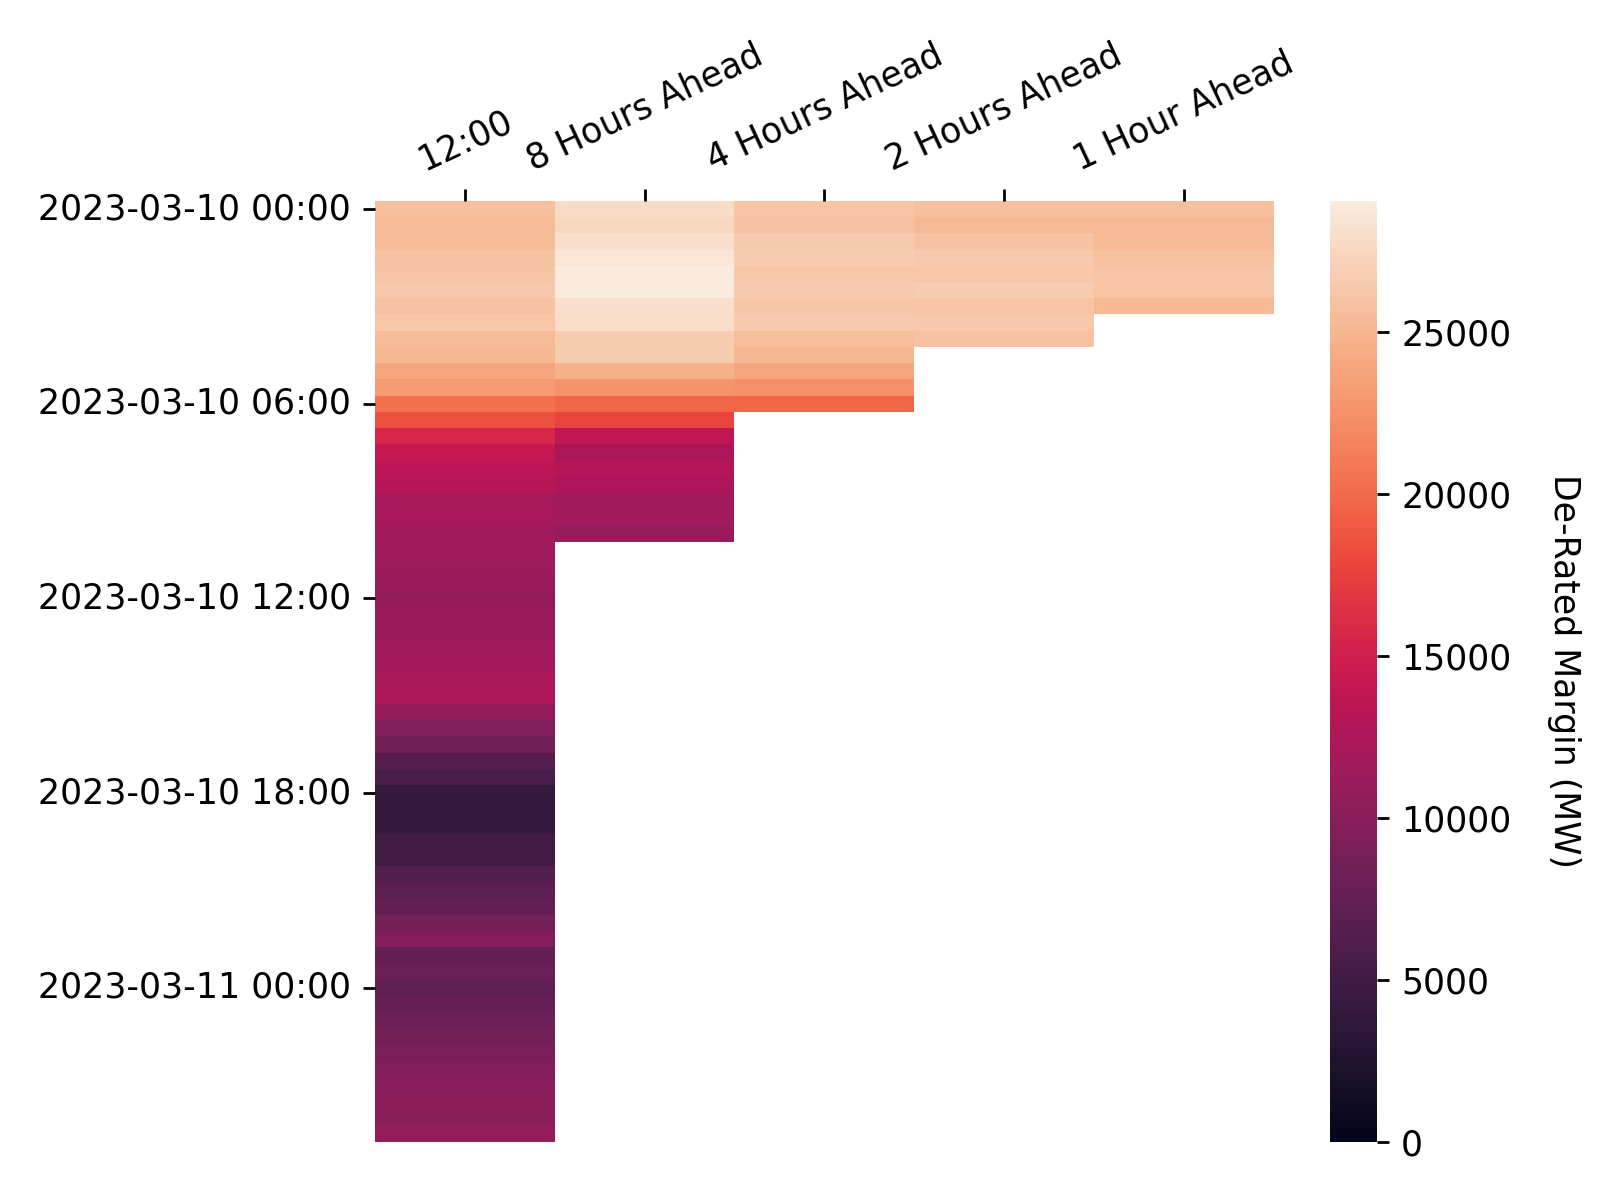 12:00
8 Hours Ahead
4 Hours Ahead
2 Hours Ahead
1 Hour Ahead
2023-03-10 00:00
2023-03-10 06:00
2023-03-10 12:00
2023-03-10 18:00
2023-03-11 00:00
25000
20000
15000
10000
5000
0
De-Rated Margin (MW)